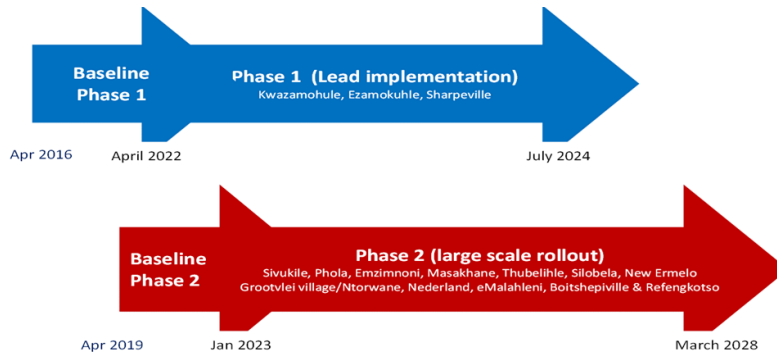 Baseline
Phase 1
Phase 1 (Lead implementation)
Kwazamohule, Ezamokuhle, Sharpeville
Apr 2016
April 2022
July 2024
Baseline
Phase 2
Phase 2 (large scale rollout)
Sivukile, Phola, Emzimnoni, Masakhane, Thubelihle, Silobela, New Ermelo
Grootvlei village/Ntorwane, Nederland, eMalahleni, Boitshepiville & Refengkotso
Apr 2019
Jan 2023
March 2028